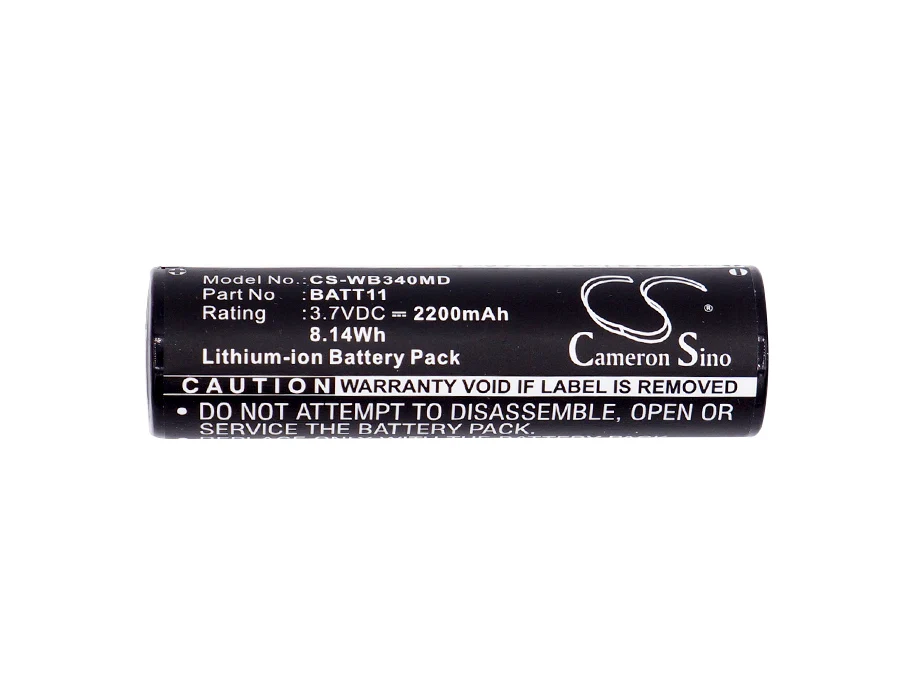 Model No.: CS-WB340MD
Part No : BATT11
Rating : 3.7VDC ⎓ 2200mAh
8.14Wh
Lithium-ion Battery Pack
CS ®
Cameron Sino
CAUTION WARRANTY VOID IF LABEL IS REMOVED
• DO NOT ATTEMPT TO DISASSEMBLE, OPEN OR
SERVICE THE BATTERY PACK.